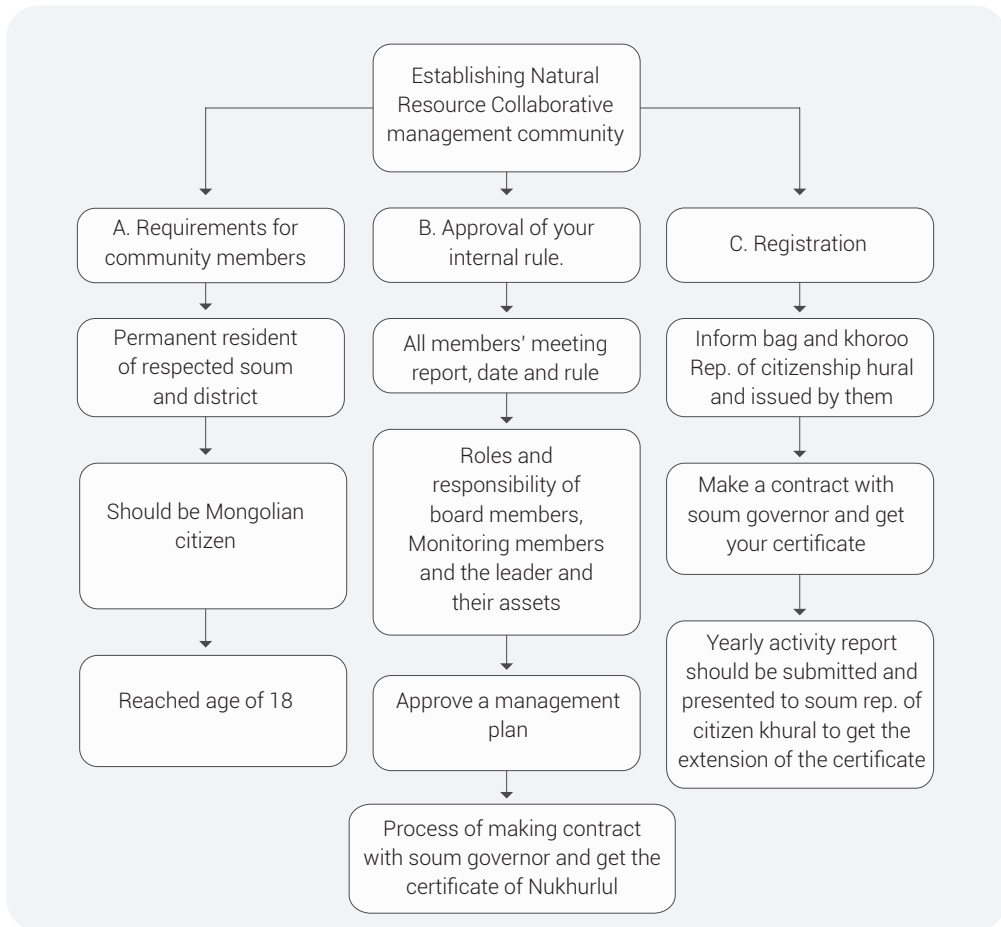 Establishing Natural
Resource Collaborative
management community
A. Requirements for
community members
Permanent resident
of respected soum
and district
Should be Mongolian
citizen
Reached age of 18
B. Approval of your
internal rule.
All members’ meeting
report, date and rule
Roles and
responsibility of
board members,
Monitoring members
and the leader and
their assets
Approve a management
plan
Process of making contract
with soum governor and get the
certificate of Nukhurlul
C. Registration
Inform bag and khoroo
Rep. of citizenship hural
and issued by them
Make a contract with
soum governor and get
your certificate
Yearly activity report
should be submitted and
presented to soum rep. of
citizen khural to get the
extension of the certificate